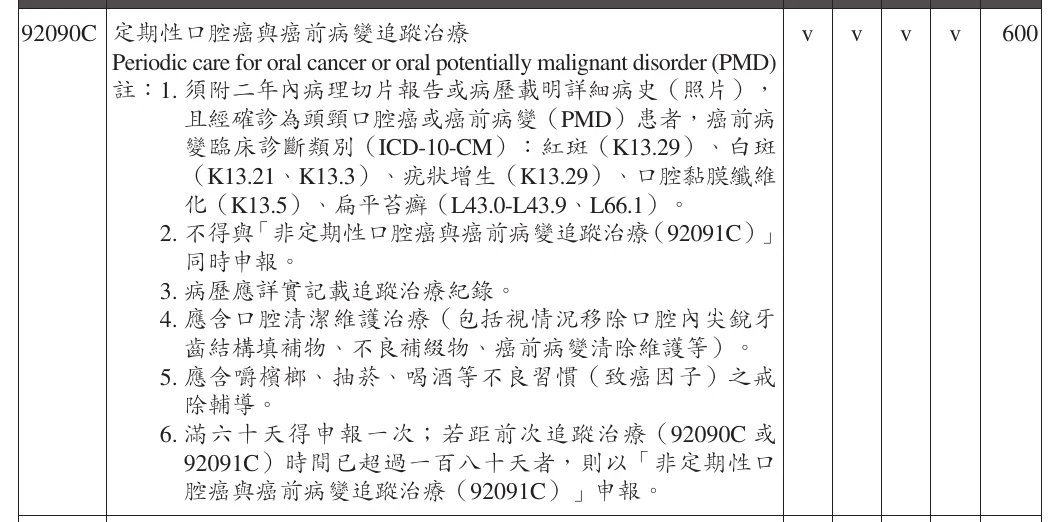 92090C 定期性口腔癌與癌前病變追蹤治療 v v v v 600
Periodic care for oral cancer or oral potentially malignant disorder (PMD)
註：1. 須附二年內病理切片報告或病歷載明詳細病史（照片），
且經確診為頭頸口腔癌或癌前病變（PMD）患者，癌前病
變臨床診斷類別（ICD-10-CM）：紅斑（K13.29）、白斑
（K13.21、K13.3）、疣狀增生（K13.29）、口腔黏膜纖維
化（K13.5）、扁平苔癬（L43.0-L43.9、L66.1）。
2. 不得與「非定期性口腔癌與癌前病變追蹤治療（92091C）」
同時申報。
3. 病歷應詳實記載追蹤治療紀錄。
4. 應含口腔清潔維護治療（包括視情況移除口腔內尖銳牙
齒結構填補物、不良補綴物、癌前病變清除維護等）。
5. 應含嚼檳榔、抽菸、喝酒等不良習慣（致癌因子）之戒
除輔導。
6. 滿六十天得申報一次；若距前次追蹤治療（92090C 或
92091C）時間已超過一百八十天者，則以「非定期性口
腔癌與癌前病變追蹤治療（92091C）」申報。